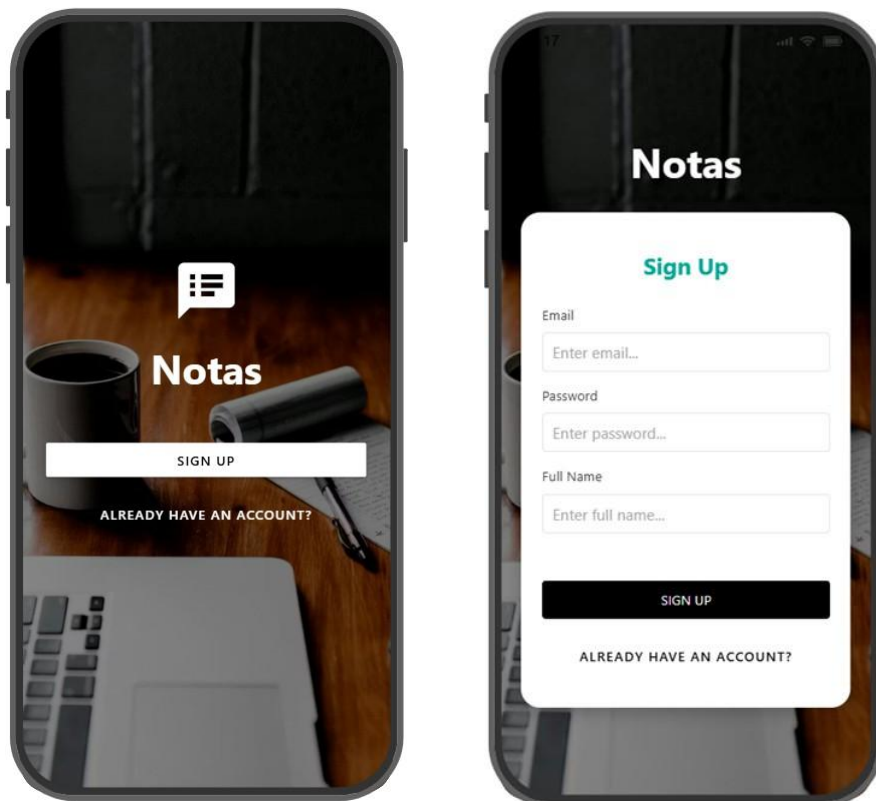 Notas
SIGN UP
ALREADY HAVE AN ACCOUNT?
17
Notas
Sign Up
Email
Enter email...
Password
Enter password...
Full Name
Enter full name...
SIGN UP
ALREADY HAVE AN ACCOUNT?